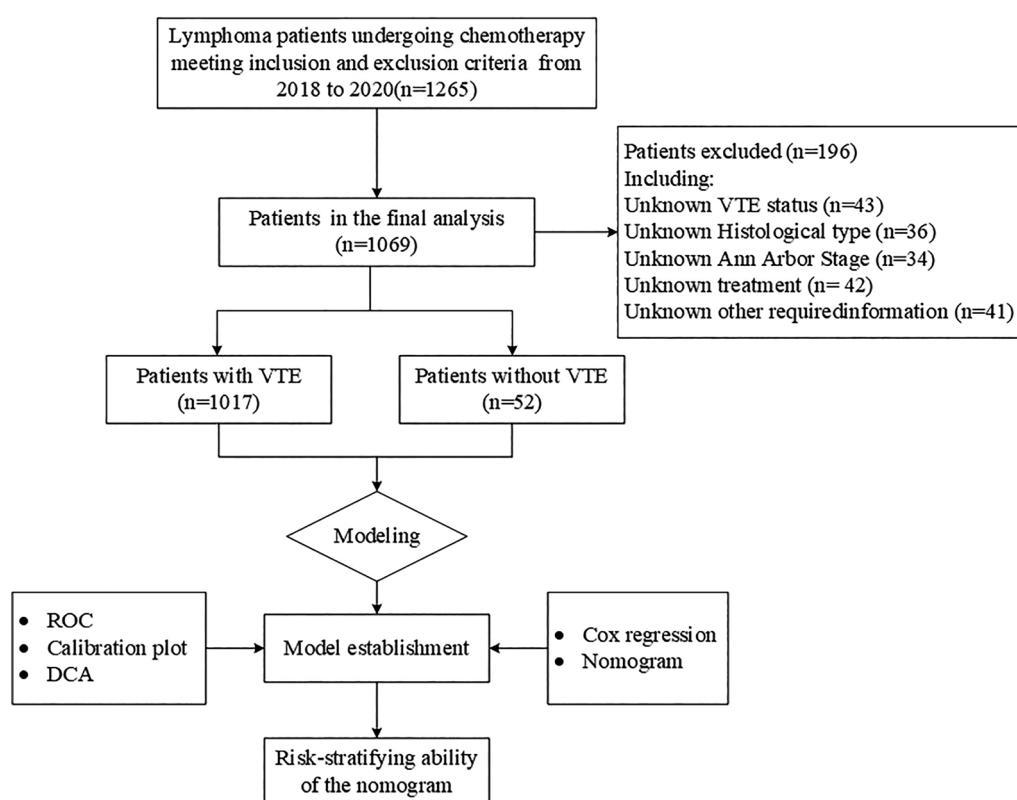 Lymphoma patients undergoing chemotherapy
meeting inclusion and exclusion criteria from
2018 to 2020(n=1265)
Patients excluded (n=196)
Including:
Unknown VTE status (n=43)
Unknown Histological type (n=36)
Unknown Ann Arbor Stage (n=34)
Unknown treatment (n= 42)
Unknown other requiredinformation (n=41)
Patients in the final analysis
(n=1069)
Patients with VTE
(n=1017)
Patients without VTE
(n=52)
Modeling
• ROC
• Calibration plot
• DCA
Model establishment
• Cox regression
• Nomogram
Risk-stratifying ability
of the nomogram